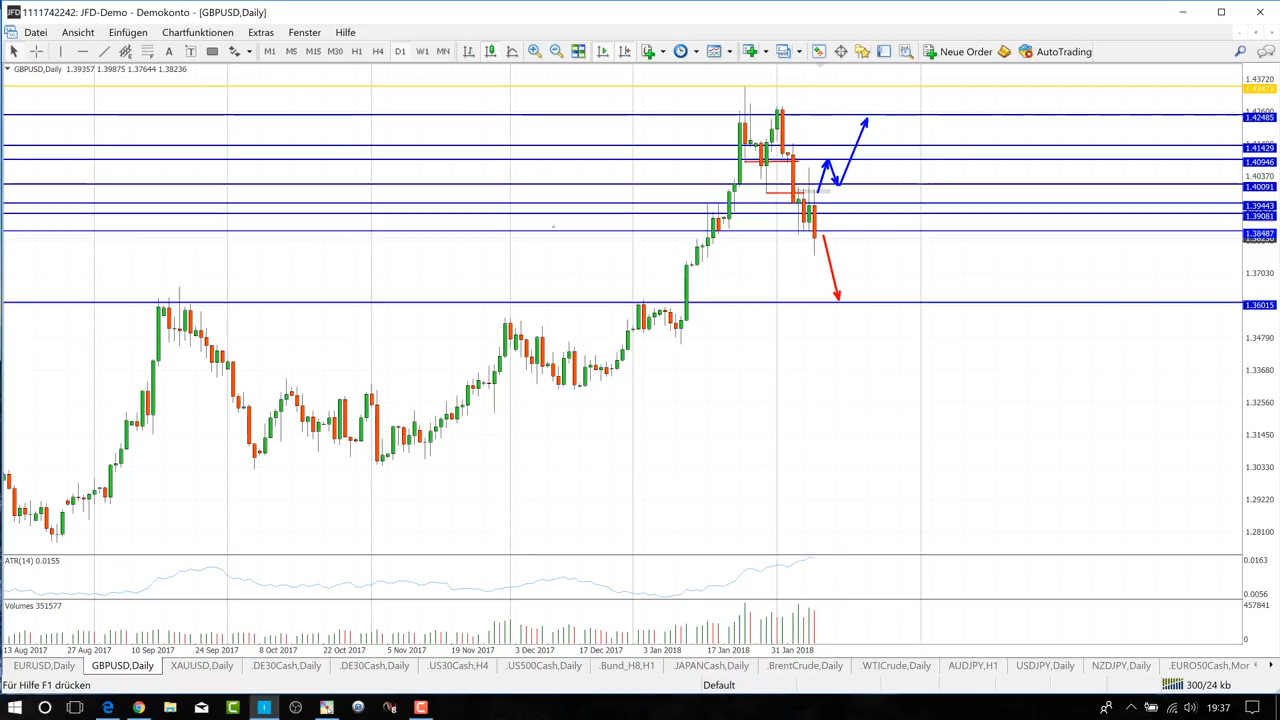 1111742242: JFD-Demo - Demokonto - [GBPUSD,Daily]
Datei Ansicht Einfügen Chartfunktionen Extras Fenster Hilfe
A T M1 M5 M15 M30 H1 H4 D1 W1 MN Neue Order AutoTrading
GBPUSD,Daily 1.39357 1.39875 1.37644 1.38236
1.43720
1.43473
1.42485
1.41429
1.40946
1.40370
1.40091
1.39443
1.39081
1.38487
1.37030
1.36015
1.34790
1.33680
1.32560
1.31450
1.30330
1.29220
1.28100
ATR(14) 0.0155
0.0163
0.0056
Volumes 351577
457841
0
13 Aug 2017 27 Aug 2017 10 Sep 2017 24 Sep 2017 8 Oct 2017 22 Oct 2017 5 Nov 2017 19 Nov 2017 3 Dec 2017 17 Dec 2017 3 Jan 2018 17 Jan 2018 31 Jan 2018
EURUSD,Daily GBPUSD,Daily XAUUSD,Daily .DE30Cash,Daily .DE30Cash,Daily .US30Cash,H4 .US500Cash,Daily .Bund_H8,H1 .JAPANCash,Daily .BrentCrude,Daily .WTICrude,Daily AUDJPY,H1 USDJPY,Daily NZDJPY,Daily .EURO50Cash,Mor
Für Hilfe F1 drücken Default 300/24 kb
19:37